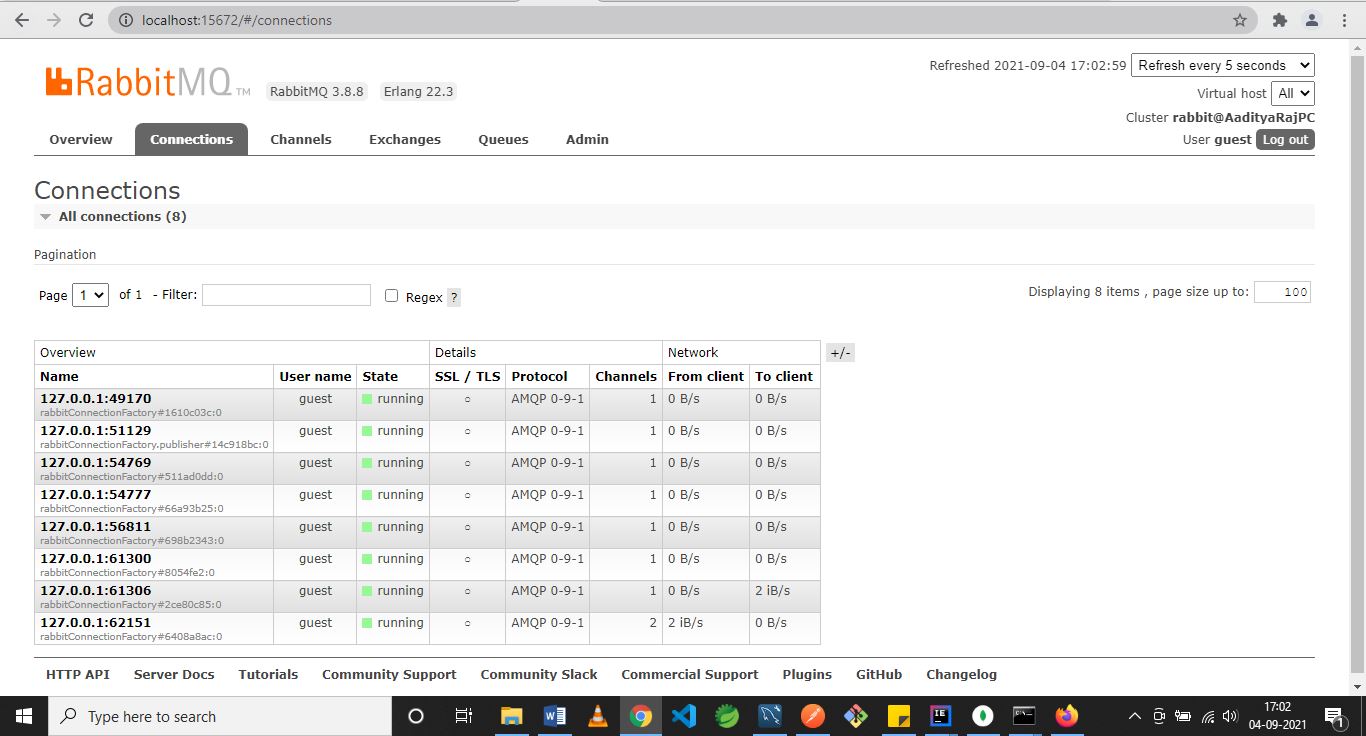 localhost:15672/#/connections
RabbitMQ TM RabbitMQ 3.8.8 Erlang 22.3
Refreshed 2021-09-04 17:02:59 Refresh every 5 seconds
Virtual host All
Cluster rabbit@AadityaRajPC
User guest Log out
Overview Connections Channels Exchanges Queues Admin
Connections
All connections (8)
Pagination
Page 1 of 1 - Filter: Regex ? Displaying 8 items , page size up to: 100
Overview Details Network +/-
Name User name State SSL / TLS Protocol Channels From client To client
127.0.0.1:49170 guest running ○ AMQP 0-9-1 1 0 B/s 0 B/s
rabbitConnectionFactory#1610c03c:0
127.0.0.1:51129 guest running ○ AMQP 0-9-1 1 0 B/s 0 B/s
rabbitConnectionFactory.publisher#14c918bc:0
127.0.0.1:54769 guest running ○ AMQP 0-9-1 1 0 B/s 0 B/s
rabbitConnectionFactory#511ad0dd:0
127.0.0.1:54777 guest running ○ AMQP 0-9-1 1 0 B/s 0 B/s
rabbitConnectionFactory#66a93b25:0
127.0.0.1:56811 guest running ○ AMQP 0-9-1 1 0 B/s 0 B/s
rabbitConnectionFactory#698b2343:0
127.0.0.1:61300 guest running ○ AMQP 0-9-1 1 0 B/s 0 B/s
rabbitConnectionFactory#8054fe2:0
127.0.0.1:61306 guest running ○ AMQP 0-9-1 1 0 B/s 2 iB/s
rabbitConnectionFactory#2ce80c85:0
127.0.0.1:62151 guest running ○ AMQP 0-9-1 2 2 iB/s 0 B/s
rabbitConnectionFactory#6408a8ac:0
HTTP API Server Docs Tutorials Community Support Community Slack Commercial Support Plugins GitHub Changelog
Type here to search
17:02
04-09-2021
1